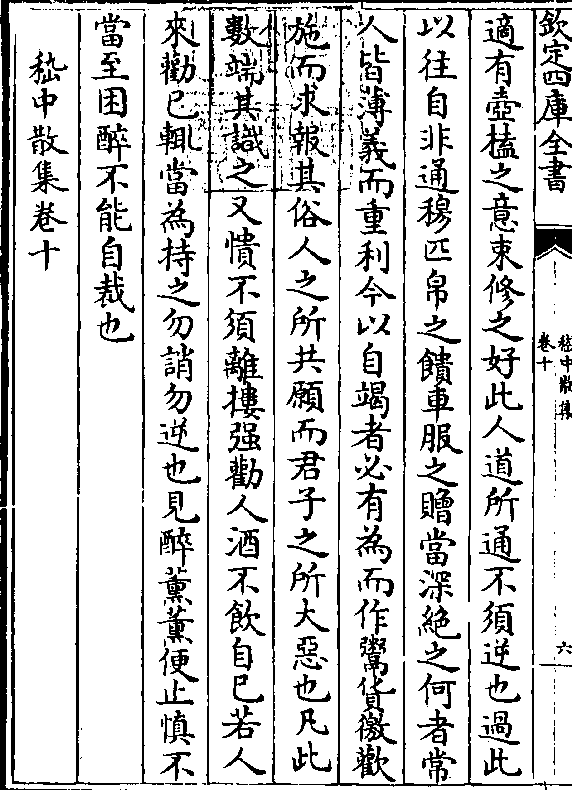 欽定四庫全書
嵇中散集
卷十
六
適有壺榼之意束修之好此人道所通不須逆也過此
以往自非通穆匹帛之饋車服之贈當深絕之何者常
人皆薄義而重利今以自竭者必有為而作鬻貨徼歡
施而求報其俗人之所共願而君子之所大惡也凡此
數端其識之又憒不須離摟强勸人酒不飲自已若人
來勸已輒當為持之勿誚勿逆也見醉薰薰便止慎不
當至困醉不能自裁也
嵇中散集卷十